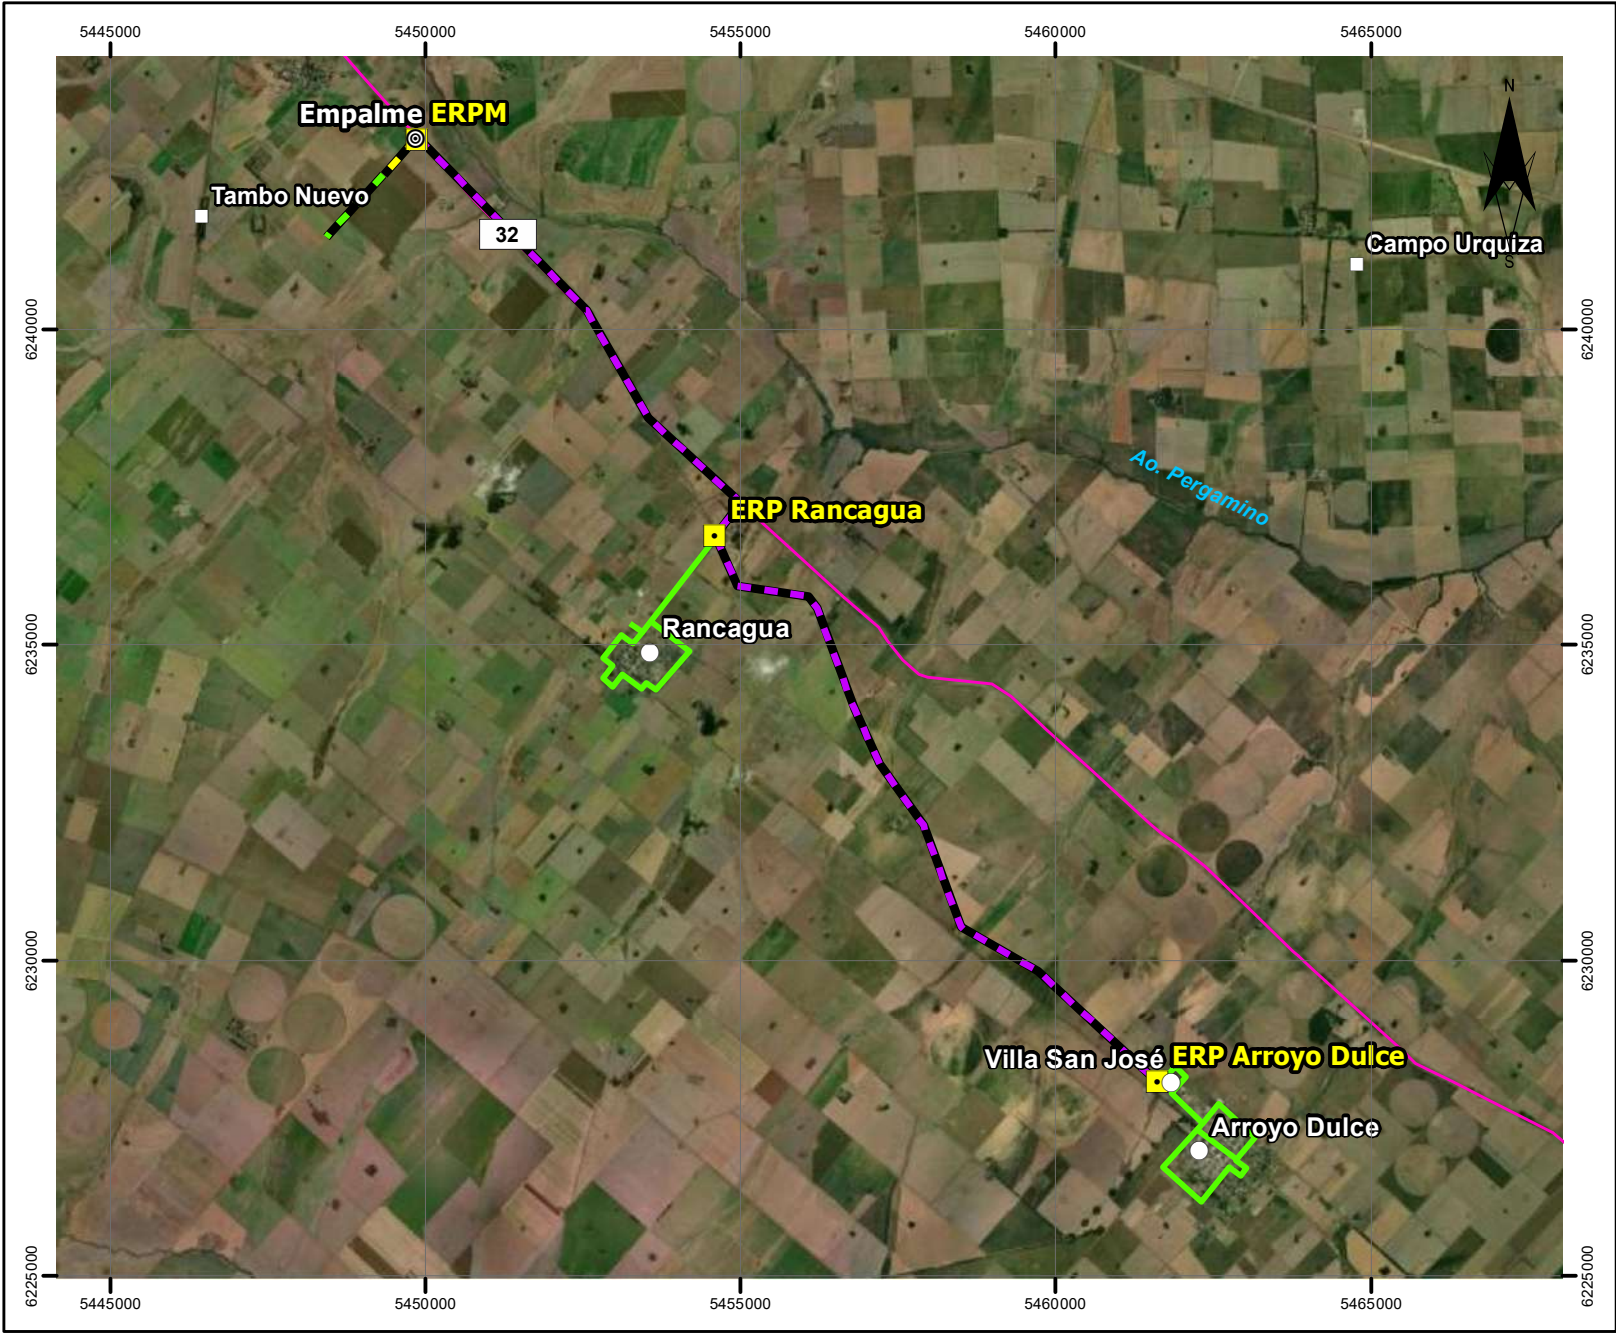 5445000 5450000 5455000 5460000 5465000
N
Empalme ERPM
Tambo Nuevo
32
Campo Urquiza
S
6240000 6240000
Ao. Pergamino
ERP Rancagua
Rancagua
6235000 6235000
6230000 6230000
Villa San José ERP Arroyo Dulce
Arroyo Dulce
6225000 6225000
5445000 5450000 5455000 5460000 5465000